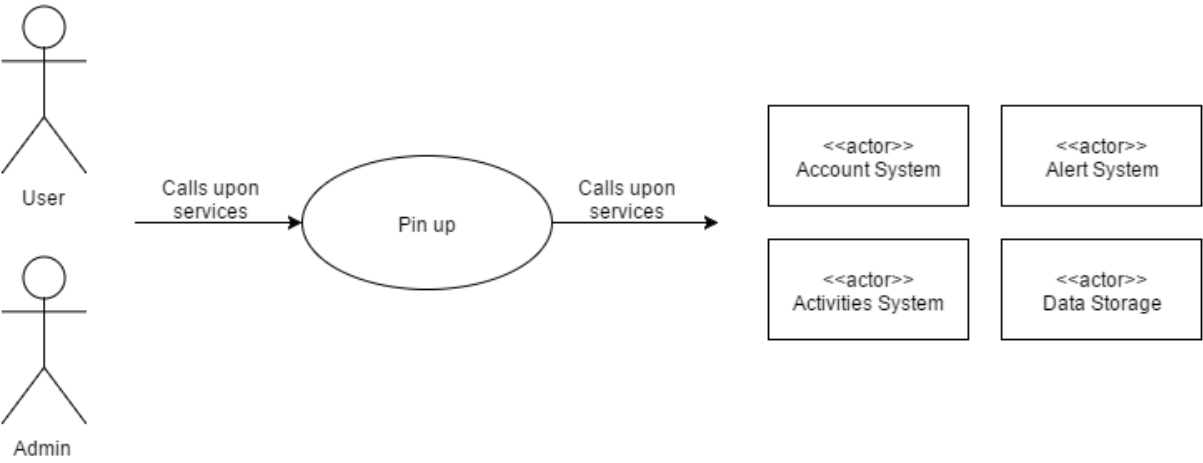 User
Admin
Calls upon
services
Pin up
Calls upon
services
<<actor>>
Account System
<<actor>>
Alert System
<<actor>>
Activities System
<<actor>>
Data Storage